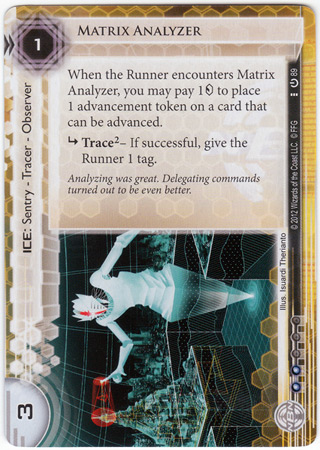 1
MATRIX ANALYZER
When the Runner encounters Matrix
Analyzer, you may pay 1 to place
1 advancement token on a card that
can be advanced.
Trace2– If successful, give the
Runner 1 tag.
Analyzing was great. Delegating commands
turned out to be even better.
ICE: Sentry - Tracer - Observer
3
89
© 2012 Wizards of the Coast LLC. © FFG
Illus. Isuardi Therianto